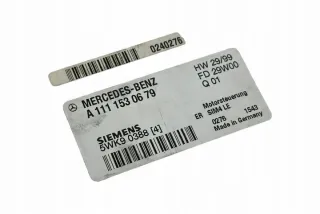 0240276
MERCEDES-BENZ
A 111 153 06 79
SIEMENS
5WK9 0388 [4]
HW 29/99
FD 29W00
Q 01
Motorsteuerung
ER SIM4 LE
0276 1543
Made in Germany